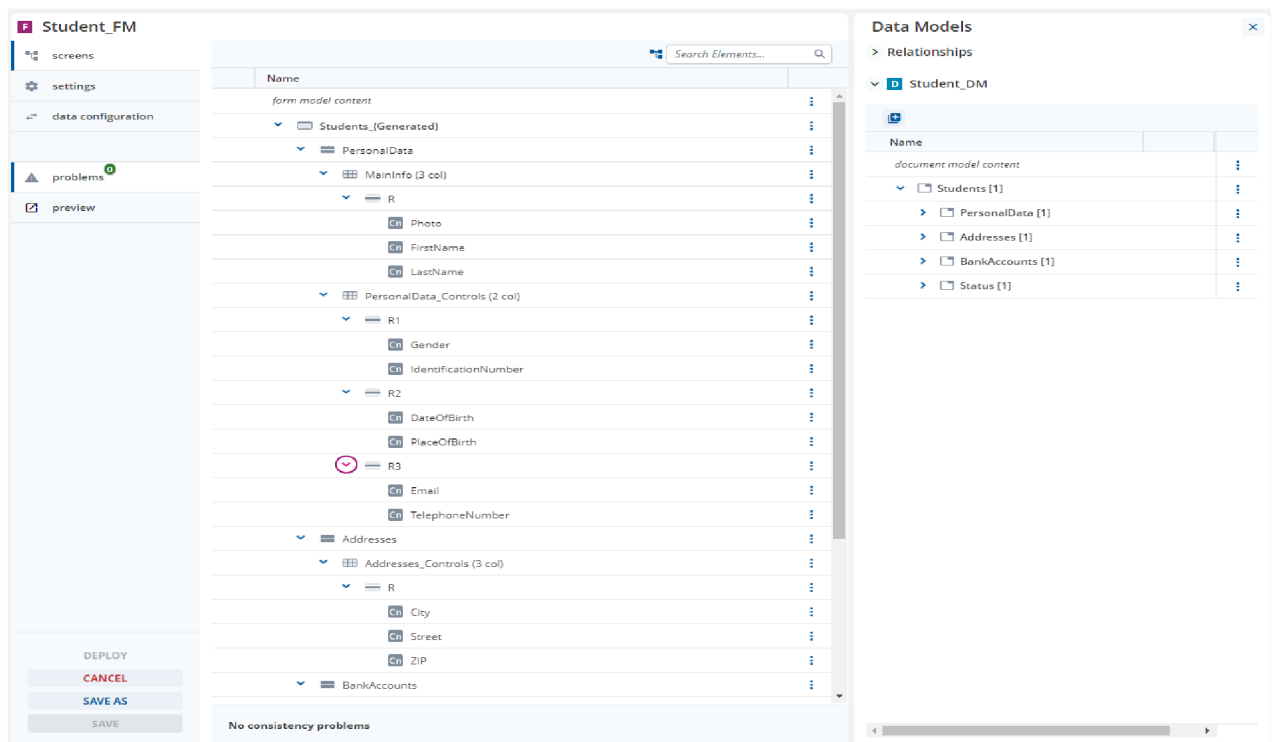 F Student_FM
screens
settings
data configuration
problems 0
preview
DEPLOY
CANCEL
SAVE AS
SAVE
Search Elements...
Name
form model content
Students_(Generated)
PersonalData
MainInfo (3 col)
R
Cn Photo
Cn FirstName
Cn LastName
PersonalData_Controls (2 col)
R1
Cn Gender
Cn IdentificationNumber
R2
Cn DateOfBirth
Cn PlaceOfBirth
R3
Cn Email
Cn TelephoneNumber
Addresses
Addresses_Controls (3 col)
R
Cn City
Cn Street
Cn ZIP
BankAccounts
No consistency problems
Data Models
Relationships
D Student_DM
Name
document model content
Students [1]
PersonalData [1]
Addresses [1]
BankAccounts [1]
Status [1]